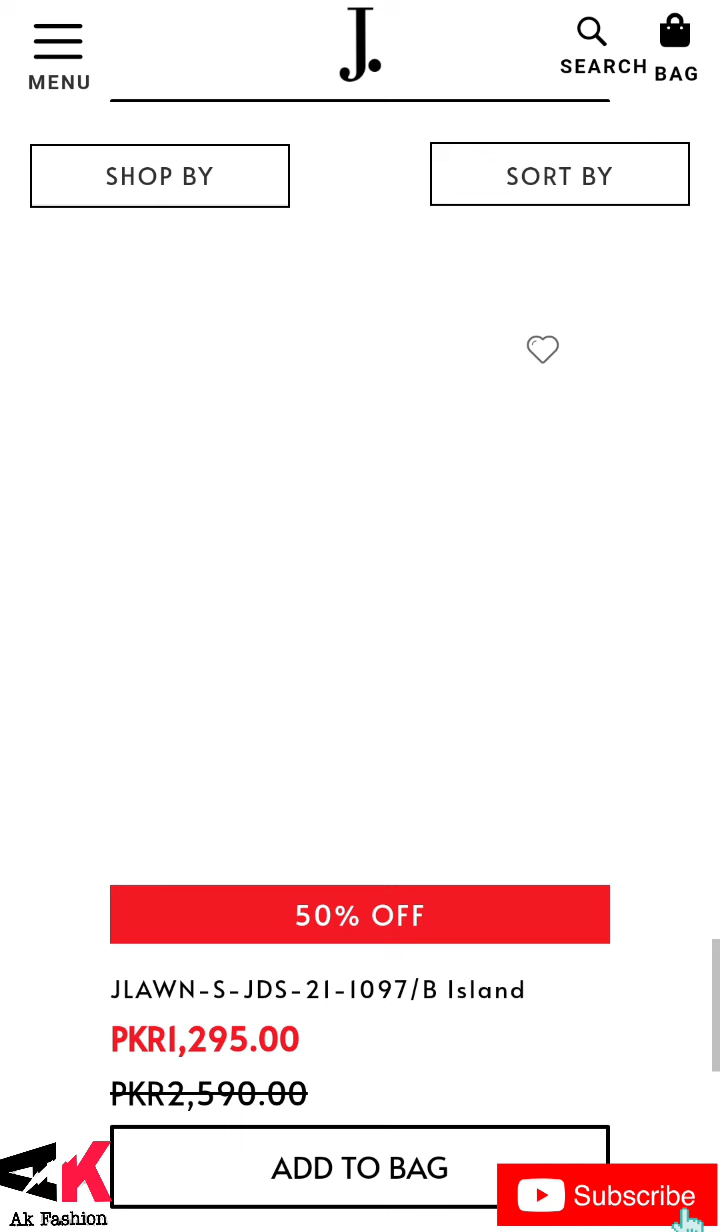 J.
MENU
SEARCH
BAG
SHOP BY
SORT BY
50% OFF
JLAWN-S-JDS-21-1097/B Island
PKR1,295.00
PKR2,590.00
ADD TO BAG
AK
Ak Fashion
Subscribe